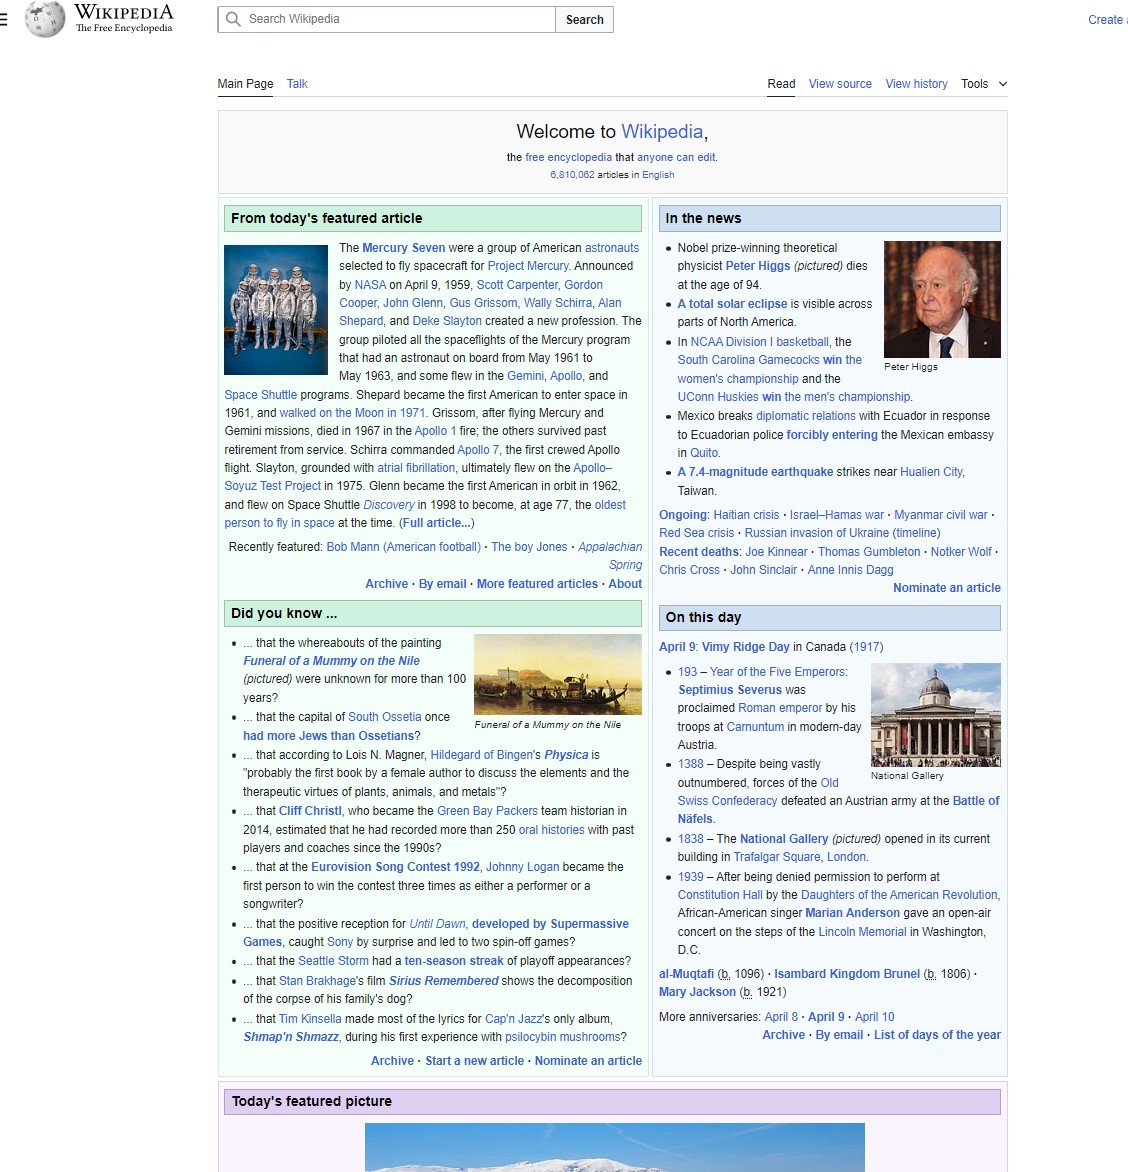 WIKIPEDIA
The Free Encyclopedia
Search Wikipedia
Search
Create
Main Page
Talk
Read
View source
View history
Tools
Welcome to Wikipedia,
the free encyclopedia that anyone can edit.
6,810,062 articles in English
From today's featured article
The Mercury Seven were a group of American astronauts
selected to fly spacecraft for Project Mercury. Announced
by NASA on April 9, 1959, Scott Carpenter, Gordon
Cooper, John Glenn, Gus Grissom, Wally Schirra, Alan
Shepard, and Deke Slayton created a new profession. The
group piloted all the spaceflights of the Mercury program
that had an astronaut on board from May 1961 to
May 1963, and some flew in the Gemini, Apollo, and
Space Shuttle programs. Shepard became the first American to enter space in
1961, and walked on the Moon in 1971. Grissom, after flying Mercury and
Gemini missions, died in 1967 in the Apollo 1 fire; the others survived past
retirement from service. Schirra commanded Apollo 7, the first crewed Apollo
flight. Slayton, grounded with atrial fibrillation, ultimately flew on the Apollo–
Soyuz Test Project in 1975. Glenn became the first American in orbit in 1962,
and flew on Space Shuttle Discovery in 1998 to become, at age 77, the oldest
person to fly in space at the time. (Full article...)
Recently featured: Bob Mann (American football) · The boy Jones · Appalachian
Spring
Archive · By email · More featured articles · About
Did you know ...
... that the whereabouts of the painting
Funeral of a Mummy on the Nile
(pictured) were unknown for more than 100
years?
Funeral of a Mummy on the Nile
... that the capital of South Ossetia once
had more Jews than Ossetians?
... that according to Lois N. Magner, Hildegard of Bingen's Physica is
"probably the first book by a female author to discuss the elements and the
therapeutic virtues of plants, animals, and metals"?
... that Cliff Christl, who became the Green Bay Packers team historian in
2014, estimated that he had recorded more than 250 oral histories with past
players and coaches since the 1990s?
... that at the Eurovision Song Contest 1992, Johnny Logan became the
first person to win the contest three times as either a performer or a
songwriter?
... that the positive reception for Until Dawn, developed by Supermassive
Games, caught Sony by surprise and led to two spin-off games?
... that the Seattle Storm had a ten-season streak of playoff appearances?
... that Stan Brakhage's film Sirius Remembered shows the decomposition
of the corpse of his family's dog?
... that Tim Kinsella made most of the lyrics for Cap'n Jazz's only album,
Shmap'n Shmazz, during his first experience with psilocybin mushrooms?
Archive · Start a new article · Nominate an article
In the news
Nobel prize-winning theoretical
physicist Peter Higgs (pictured) dies
at the age of 94.
A total solar eclipse is visible across
parts of North America.
In NCAA Division I basketball, the
South Carolina Gamecocks win the
women's championship and the
UConn Huskies win the men's championship.
Peter Higgs
Mexico breaks diplomatic relations with Ecuador in response
to Ecuadorian police forcibly entering the Mexican embassy
in Quito.
A 7.4-magnitude earthquake strikes near Hualien City,
Taiwan.
Ongoing: Haitian crisis · Israel–Hamas war · Myanmar civil war ·
Red Sea crisis · Russian invasion of Ukraine (timeline)
Recent deaths: Joe Kinnear · Thomas Gumbleton · Notker Wolf ·
Chris Cross · John Sinclair · Anne Innis Dagg
Nominate an article
On this day
April 9: Vimy Ridge Day in Canada (1917)
193 – Year of the Five Emperors:
Septimius Severus was
proclaimed Roman emperor by his
troops at Carnuntum in modern-day
Austria.
1388 – Despite being vastly
outnumbered, forces of the Old
Swiss Confederacy defeated an Austrian army at the Battle of
Näfels.
National Gallery
1838 – The National Gallery (pictured) opened in its current
building in Trafalgar Square, London.
1939 – After being denied permission to perform at
Constitution Hall by the Daughters of the American Revolution,
African-American singer Marian Anderson gave an open-air
concert on the steps of the Lincoln Memorial in Washington,
D.C.
al-Muqtafi (b. 1096) · Isambard Kingdom Brunel (b. 1806) ·
Mary Jackson (b. 1921)
More anniversaries: April 8 · April 9 · April 10
Archive · By email · List of days of the year
Today's featured picture